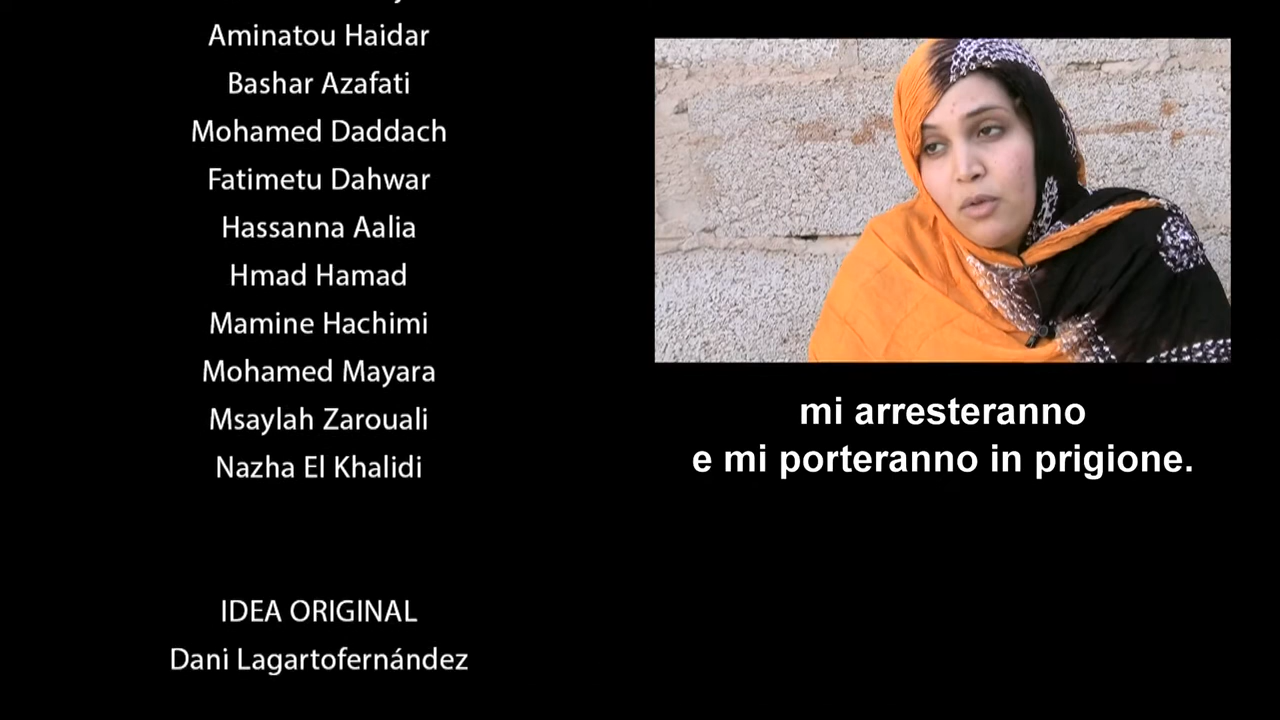 Aminatou Haidar
Bashar Azafati
Mohamed Daddach
Fatimetu Dahwar
Hassanna Aalia
Hmad Hamad
Mamine Hachimi
Mohamed Mayara
Msaylah Zarouali
Nazha El Khalidi
IDEA ORIGINAL
Dani Lagartofernández
mi arresteranno
e mi porteranno in prigione.